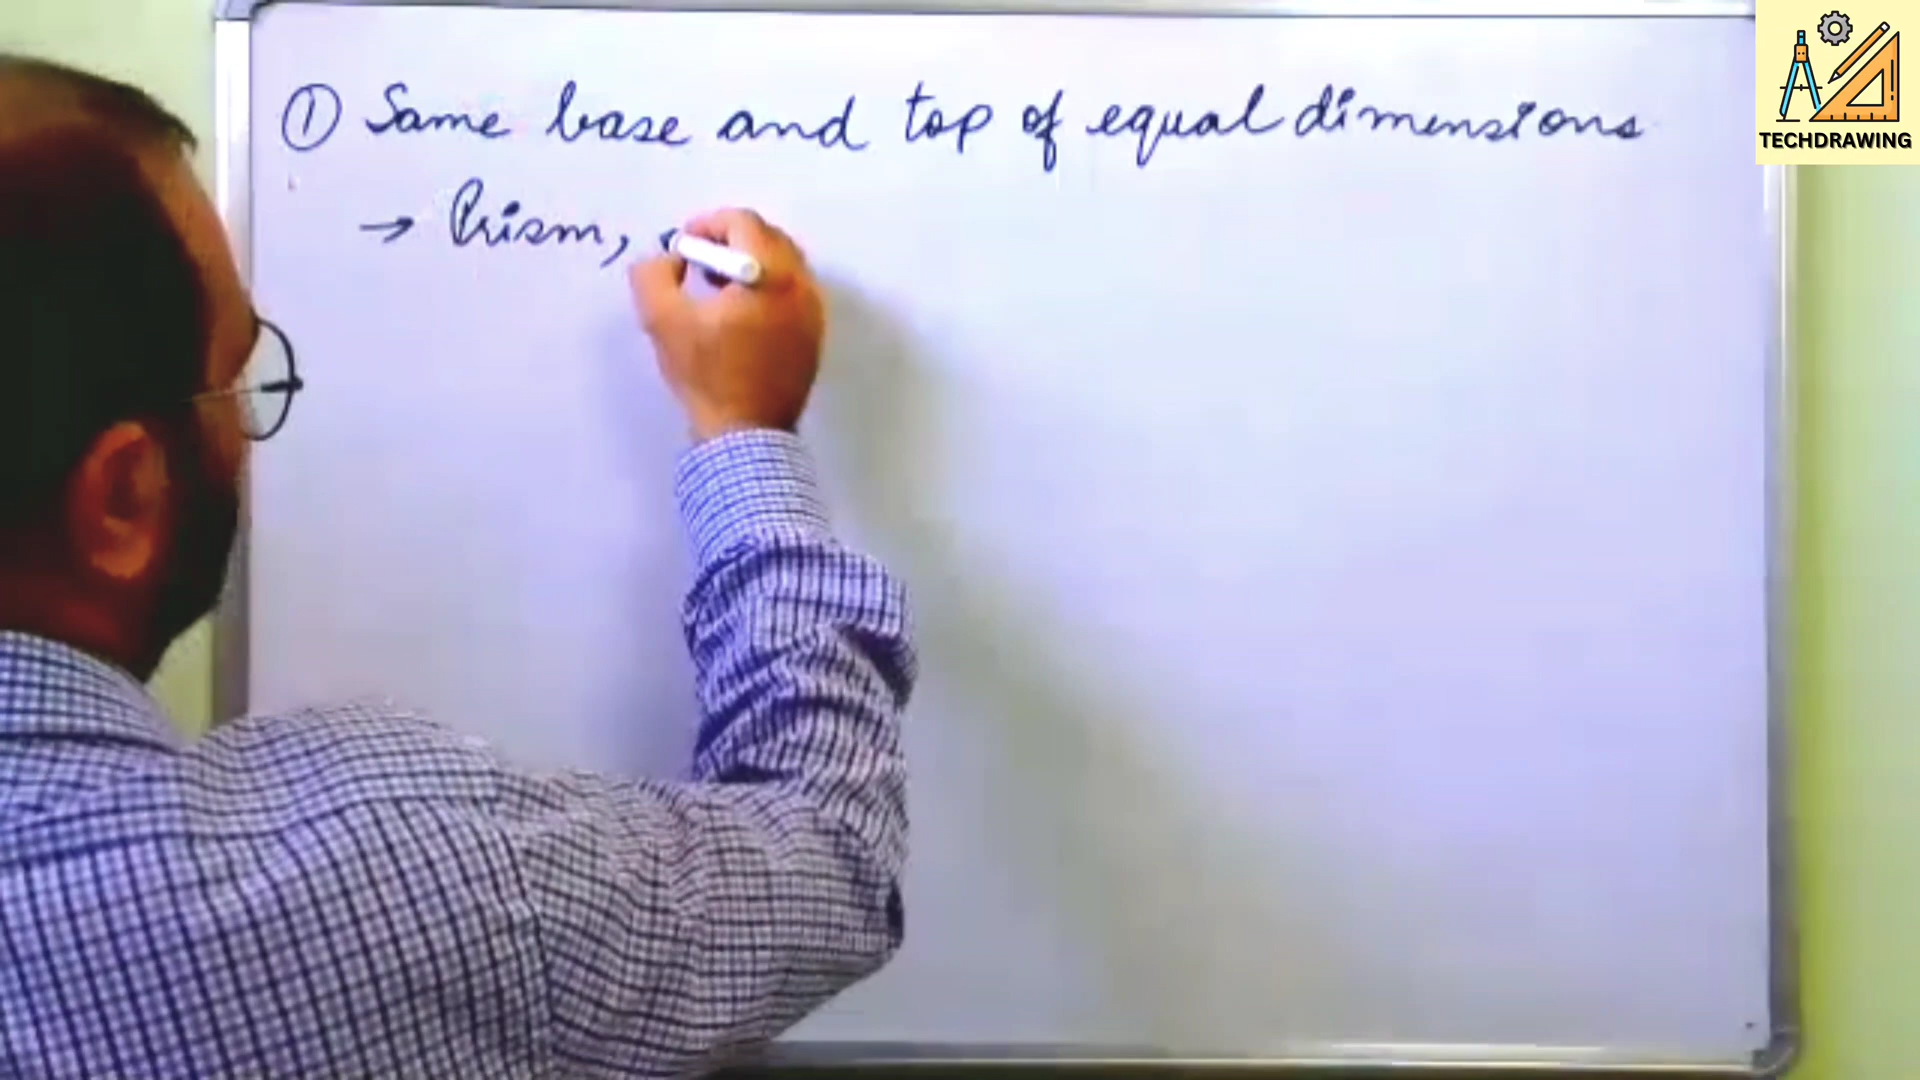 ① Same base and top of equal dimensions
→ Prism,
TECHDRAWING